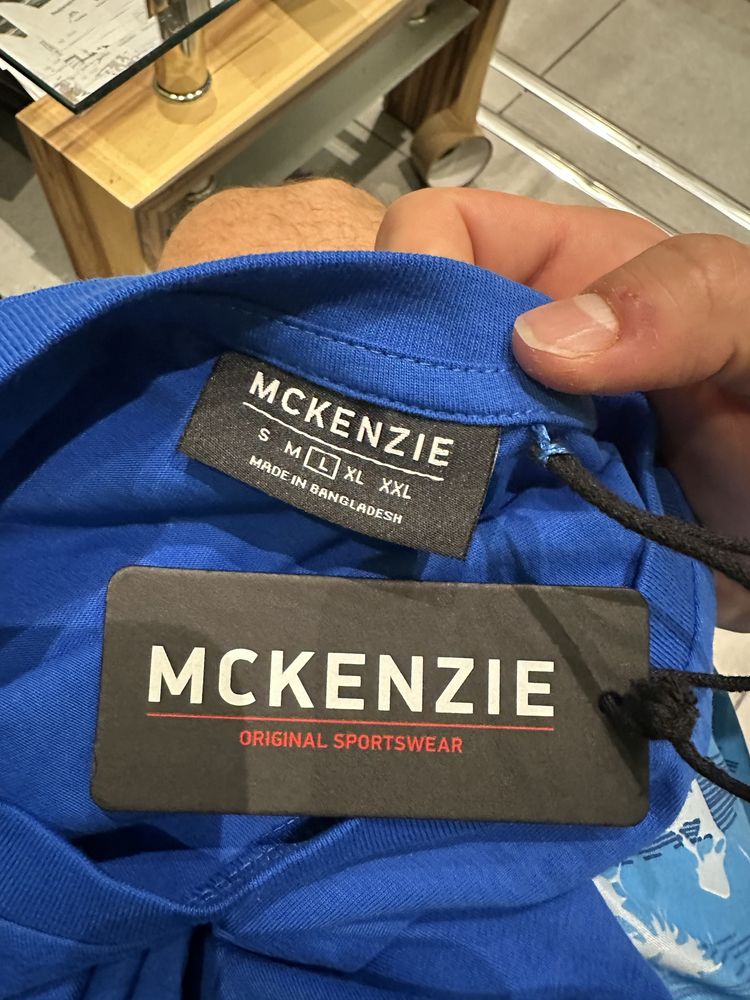 MCKENZIE
S M L XL XXL
MADE IN BANGLADESH
MCKENZIE
ORIGINAL SPORTSWEAR